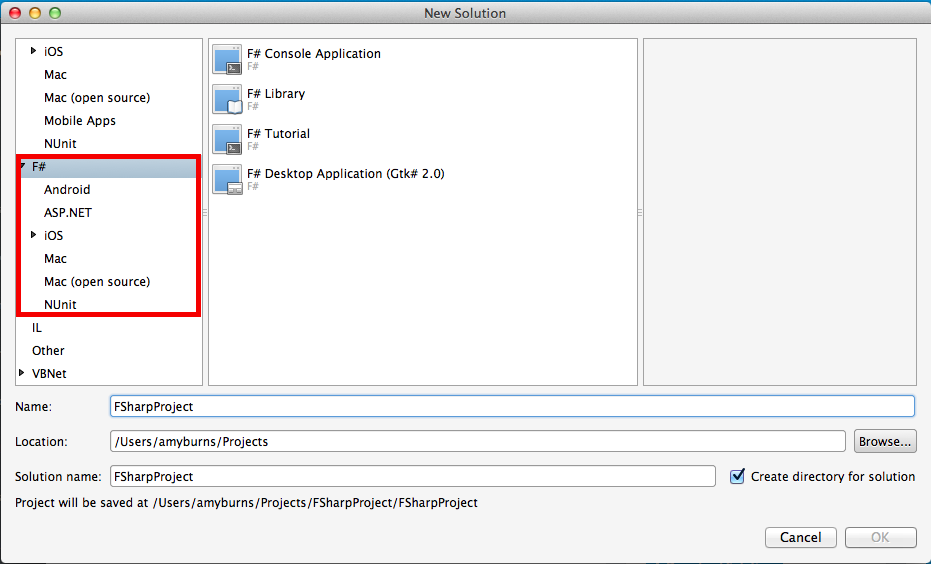 New Solution
iOS
Mac
Mac (open source)
Mobile Apps
NUnit
F#
Android
ASP.NET
iOS
Mac
Mac (open source)
NUnit
IL
Other
VBNet
F# Console Application
F#
F# Library
F#
F# Tutorial
F#
F# Desktop Application (Gtk# 2.0)
F#
Name: FSharpProject
Location: /Users/amyburns/Projects Browse...
Solution name: FSharpProject Create directory for solution
Project will be saved at /Users/amyburns/Projects/FSharpProject/FSharpProject
Cancel OK